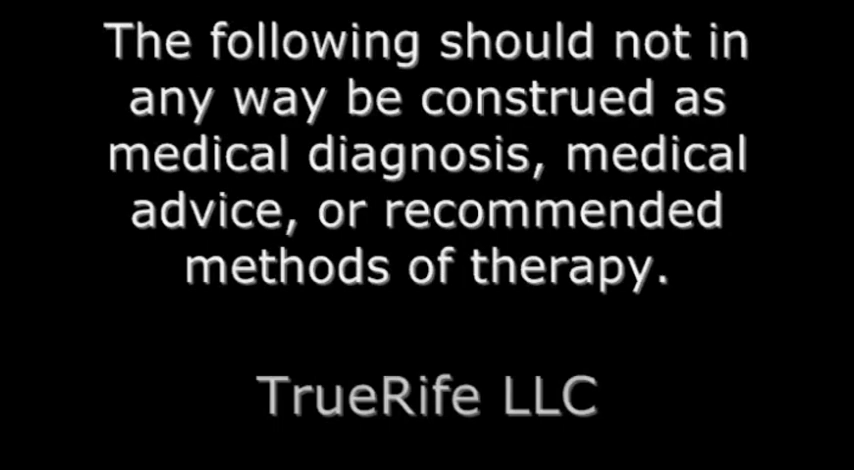 The following should not in
any way be construed as
medical diagnosis, medical
advice, or recommended
methods of therapy.
TrueRife LLC